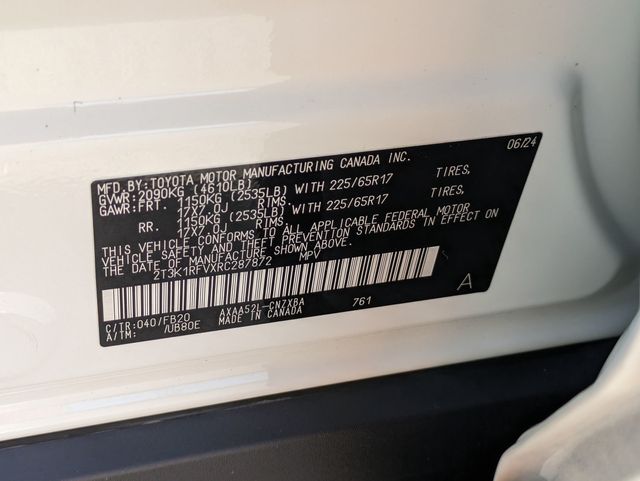 06/24
MFD.BY:TOYOTA MOTOR MANUFACTURING CANADA INC.
GVWR:2090KG (4610LB)
GAWR:FRT. 1150KG (2535LB) WITH 225/65R17 TIRES,
17X7.0J RIMS.
RR. 1150KG (2535LB) WITH 225/65R17 TIRES,
17X7.0J RIMS.
THIS VEHICLE CONFORMS TO ALL APPLICABLE FEDERAL MOTOR
VEHICLE SAFETY AND THEFT PREVENTION STANDARDS IN EFFECT ON
THE DATE OF MANUFACTURE SHOWN ABOVE.
2T3K1RFVXRC287872 MPV
C/TR:040/FB20 AXAA52L-CNZXBA 761 A
A/TM: /UB80E MADE IN CANADA